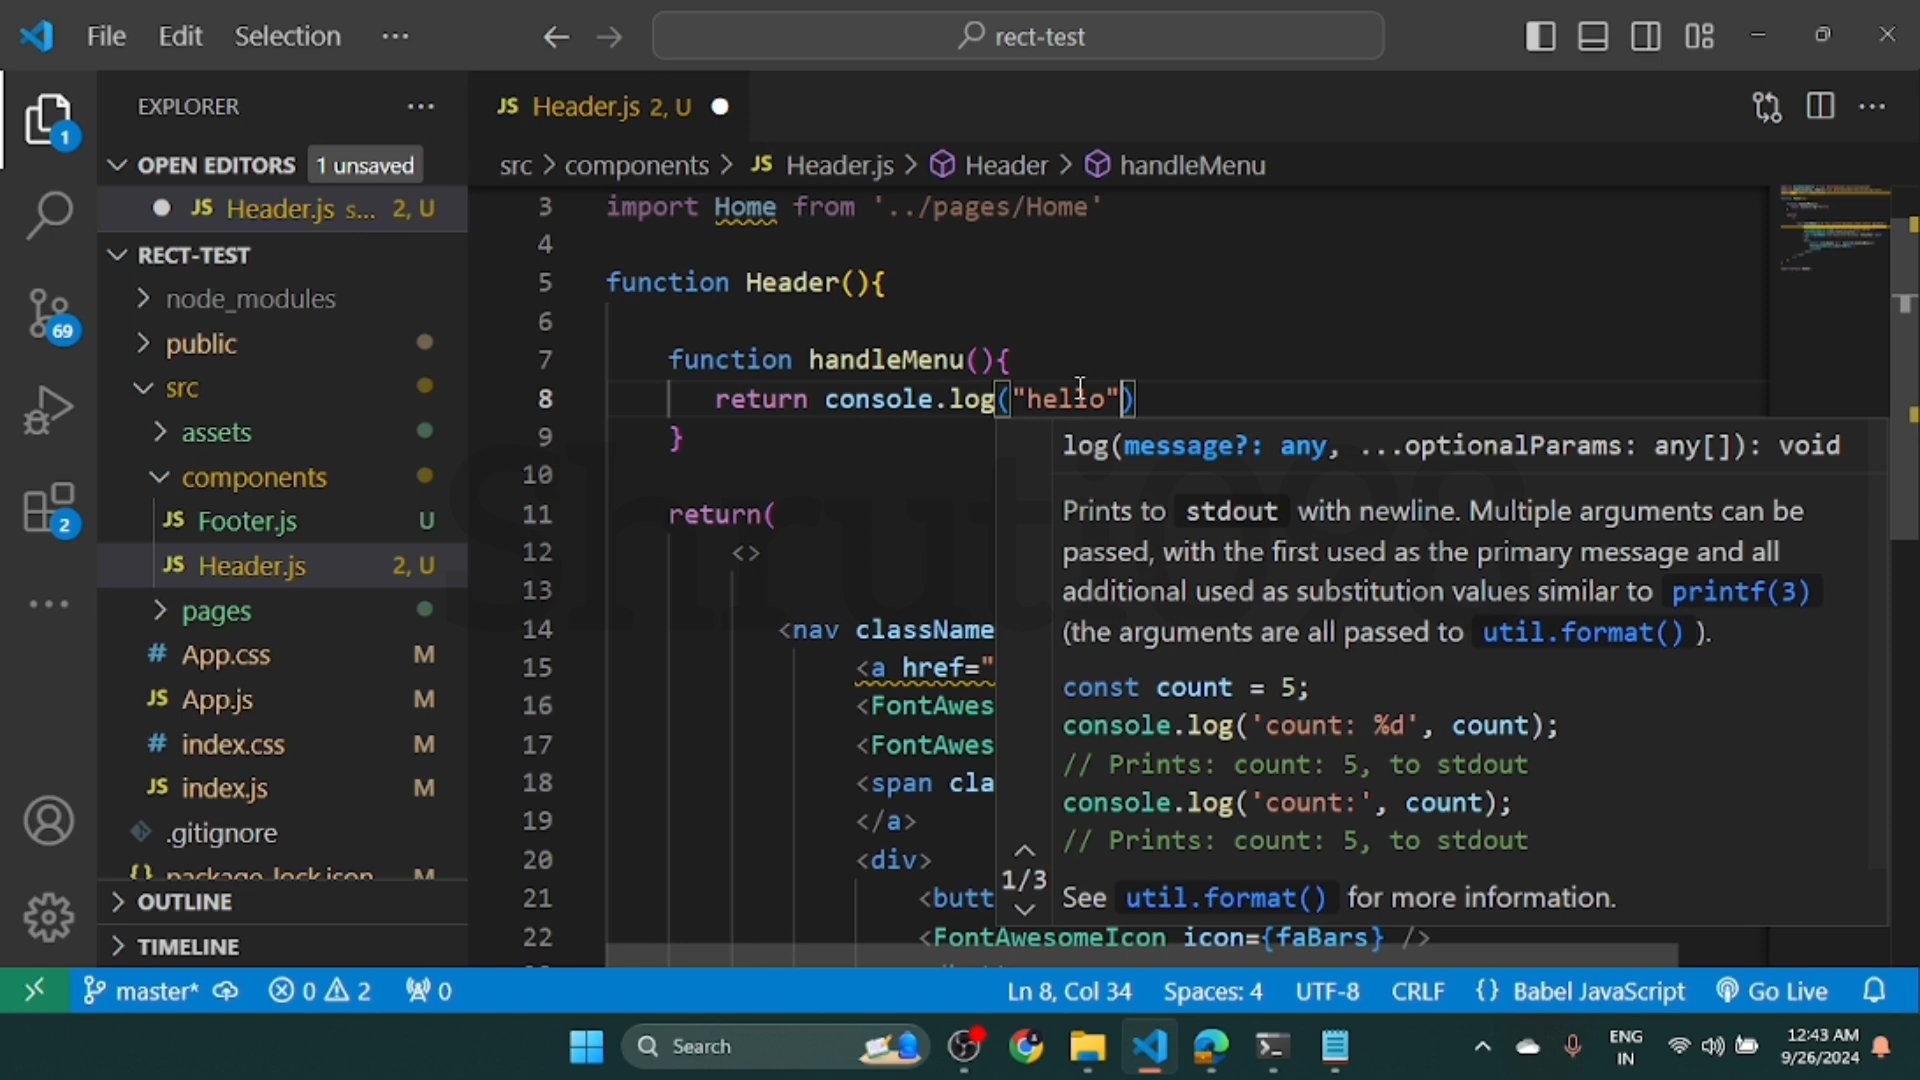 File Edit Selection ··· rect-test
EXPLORER ···
JS Header.js 2, U
OPEN EDITORS 1 unsaved
src > components > JS Header.js > Header > handleMenu
JS Header.js s... 2, U
RECT-TEST
node_modules
public
src
assets
components
JS Footer.js U
JS Header.js 2, U
pages
# App.css M
JS App.js M
# index.css M
JS index.js M
.gitignore
{} package-lock.json M
OUTLINE
TIMELINE
1
69
2
3 import Home from '../pages/Home'
4
5 function Header(){
6
7 function handleMenu(){
8 return console.log("hello")
9 }
10
11 return(
12 <>
13
14 <nav className
15 <a href="
16 <FontAwes
17 <FontAwes
18 <span cla
19 </a>
20 <div>
21 <butt
22 <FontAwesomeIcon icon={faBars} />
log(message?: any, ...optionalParams: any[]): void
Prints to stdout with newline. Multiple arguments can be
passed, with the first used as the primary message and all
additional used as substitution values similar to printf(3)
(the arguments are all passed to util.format() ).
const count = 5;
console.log('count: %d', count);
// Prints: count: 5, to stdout
console.log('count:', count);
// Prints: count: 5, to stdout
1/3
See util.format() for more information.
master* 0 2 0 Ln 8, Col 34 Spaces: 4 UTF-8 CRLF {} Babel JavaScript Go Live
Search
ENG
IN
12:43 AM
9/26/2024